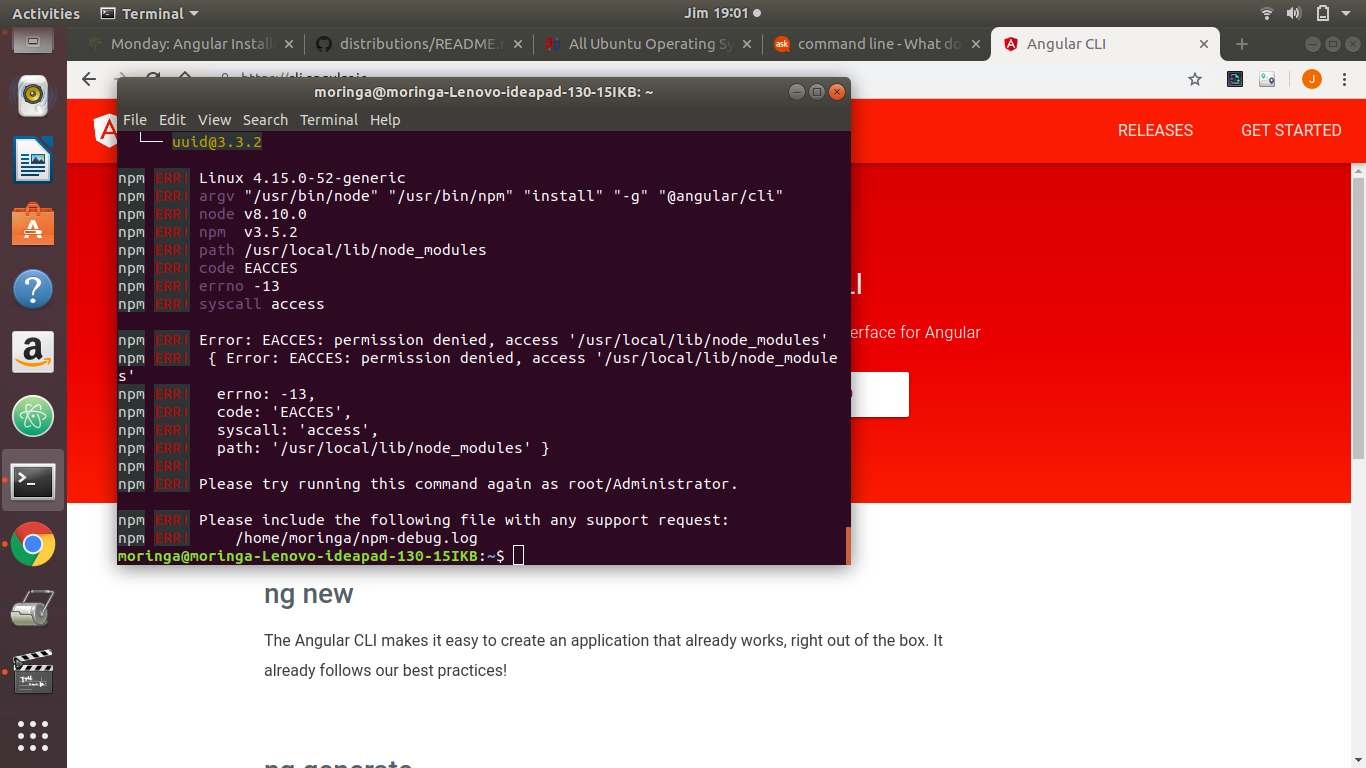 Activities
Terminal
Jim 19:01
Monday: Angular Instal
distributions/README.
All Ubuntu Operating Sy
command line - What do
Angular CLI
J
moringa@moringa-Lenovo-ideapad-130-15IKB: ~
File Edit View Search Terminal Help
RELEASES
GET STARTED
└── uuid@3.3.2
npm ERR! Linux 4.15.0-52-generic
npm ERR! argv "/usr/bin/node" "/usr/bin/npm" "install" "-g" "@angular/cli"
npm ERR! node v8.10.0
npm ERR! npm  v3.5.2
npm ERR! path /usr/local/lib/node_modules
npm ERR! code EACCES
npm ERR! errno -13
npm ERR! syscall access
npm ERR! Error: EACCES: permission denied, access '/usr/local/lib/node_modules'
npm ERR!  { Error: EACCES: permission denied, access '/usr/local/lib/node_module
s'
npm ERR!   errno: -13,
npm ERR!   code: 'EACCES',
npm ERR!   syscall: 'access',
npm ERR!   path: '/usr/local/lib/node_modules' }
npm ERR!
npm ERR! Please try running this command again as root/Administrator.
npm ERR! Please include the following file with any support request:
npm ERR!     /home/moringa/npm-debug.log
moringa@moringa-Lenovo-ideapad-130-15IKB:~$
erface for Angular
ng new
The Angular CLI makes it easy to create an application that already works, right out of the box. It
already follows our best practices!
ng generate